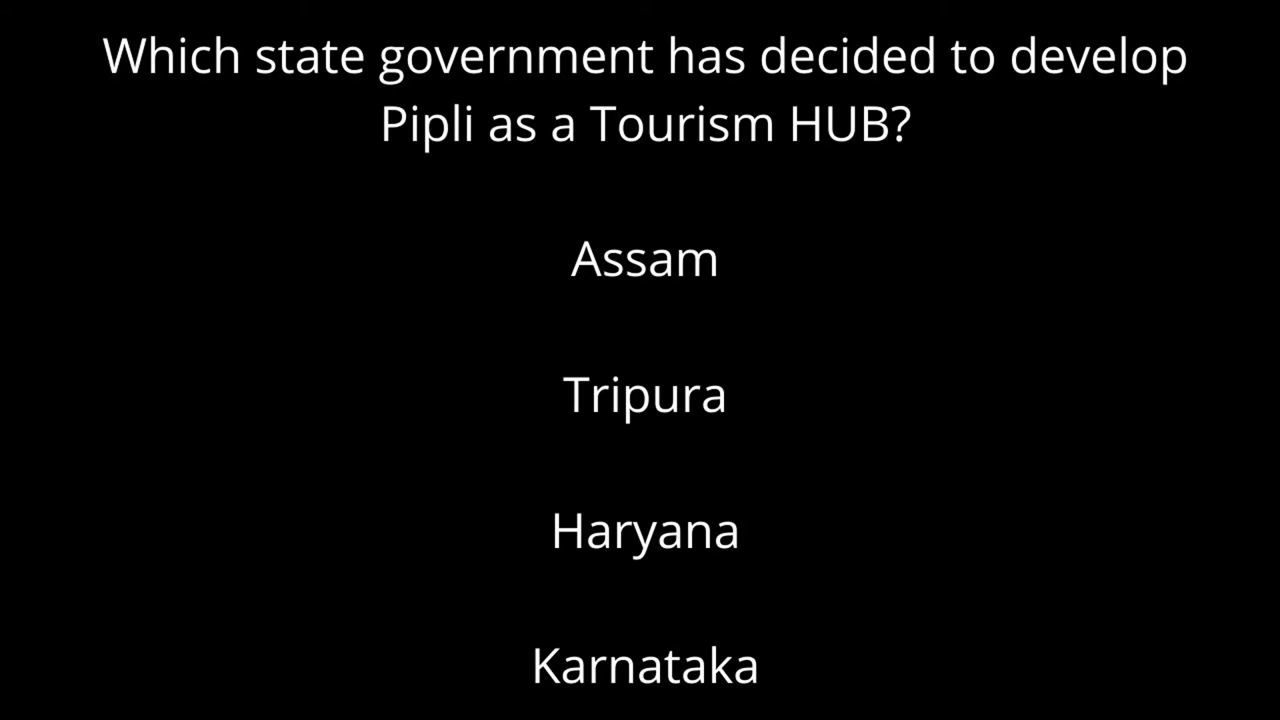 Which state government has decided to develop
Pipli as a Tourism HUB?
Assam
Tripura
Haryana
Karnataka